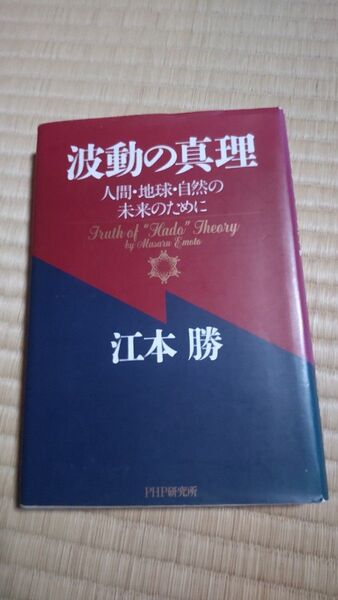 波動の真理
人間・地球・自然の
未来のために
Truth of "Hado" Theory
by Masaru Emoto
江本 勝
PHP研究所